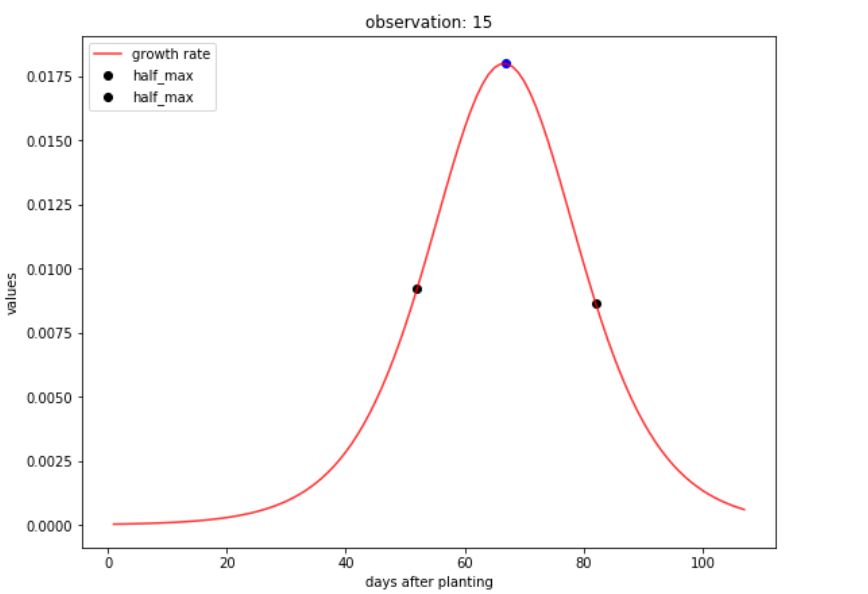 observation: 15
growth rate
half_max
half_max
0.0175
0.0150
0.0125
0.0100
0.0075
0.0050
0.0025
0.0000
values
0 20 40 60 80 100
days after planting